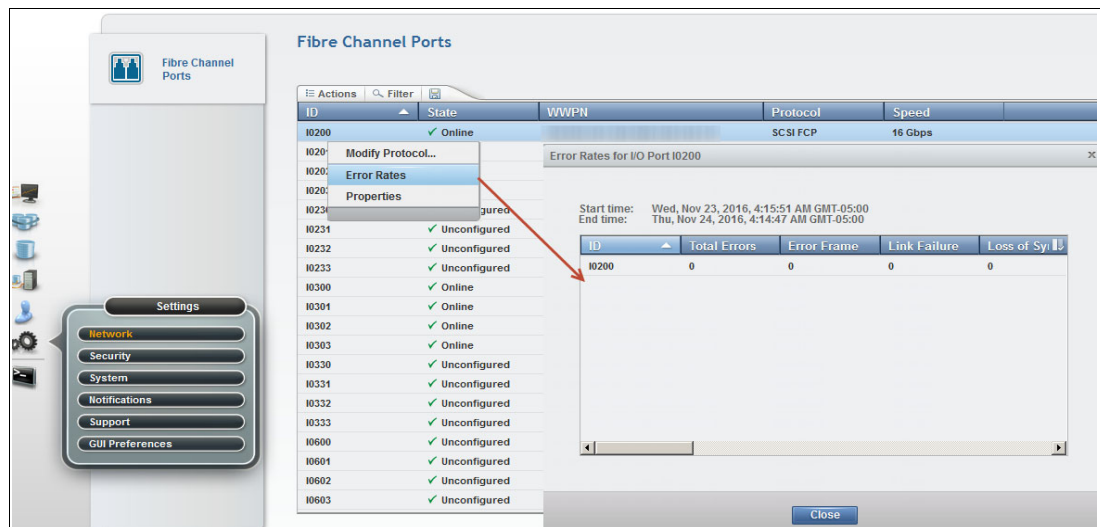 Fibre Channel
Ports
Fibre Channel Ports
Actions Filter
ID State WWPN Protocol Speed
I0200 Online SCSI FCP 16 Gbps
Modify Protocol...
Error Rates
Properties
Error Rates for I/O Port I0200 x
Start time: Wed, Nov 23, 2016, 4:15:51 AM GMT-05:00
End time: Thu, Nov 24, 2016, 4:14:47 AM GMT-05:00
ID Total Errors Error Frame Link Failure Loss of Sy
I0200 0 0 0 0
I0231 Unconfigured
I0232 Unconfigured
I0233 Unconfigured
I0300 Online
I0301 Online
I0302 Online
I0303 Online
I0330 Unconfigured
I0331 Unconfigured
I0332 Unconfigured
I0333 Unconfigured
I0600 Unconfigured
I0601 Unconfigured
I0602 Unconfigured
I0603 Unconfigured
Settings
Network
Security
System
Notifications
Support
GUI Preferences
Close